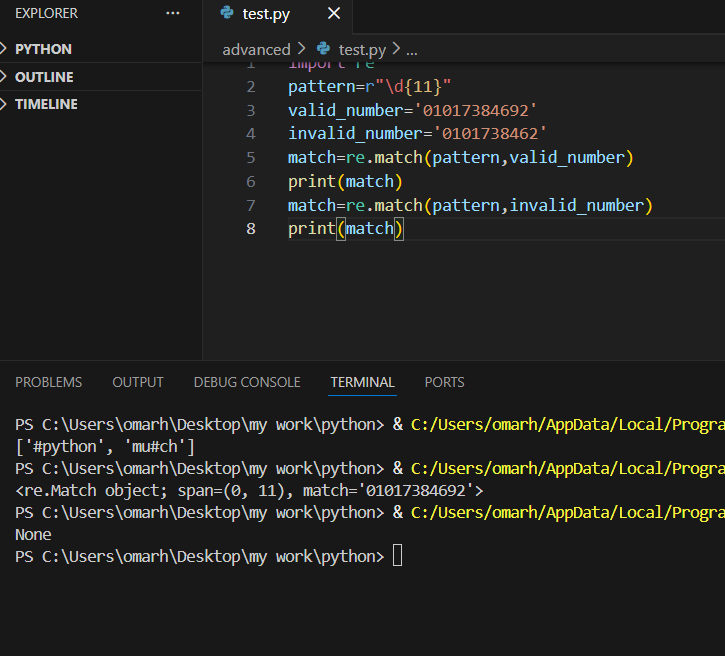 EXPLORER
...
test.py
PYTHON
OUTLINE
TIMELINE
advanced > test.py > ...
1 import re
2 pattern=r"\d{11}"
3 valid_number='01017384692'
4 invalid_number='0101738462'
5 match=re.match(pattern,valid_number)
6 print(match)
7 match=re.match(pattern,invalid_number)
8 print(match)
PROBLEMS OUTPUT DEBUG CONSOLE TERMINAL PORTS
PS C:\Users\omarh\Desktop\my work\python> & C:/Users/omarh/AppData/Local/Progra
['#python', 'mu#ch']
PS C:\Users\omarh\Desktop\my work\python> & C:/Users/omarh/AppData/Local/Progra
<re.Match object; span=(0, 11), match='01017384692'>
PS C:\Users\omarh\Desktop\my work\python> & C:/Users/omarh/AppData/Local/Progra
None
PS C:\Users\omarh\Desktop\my work\python>